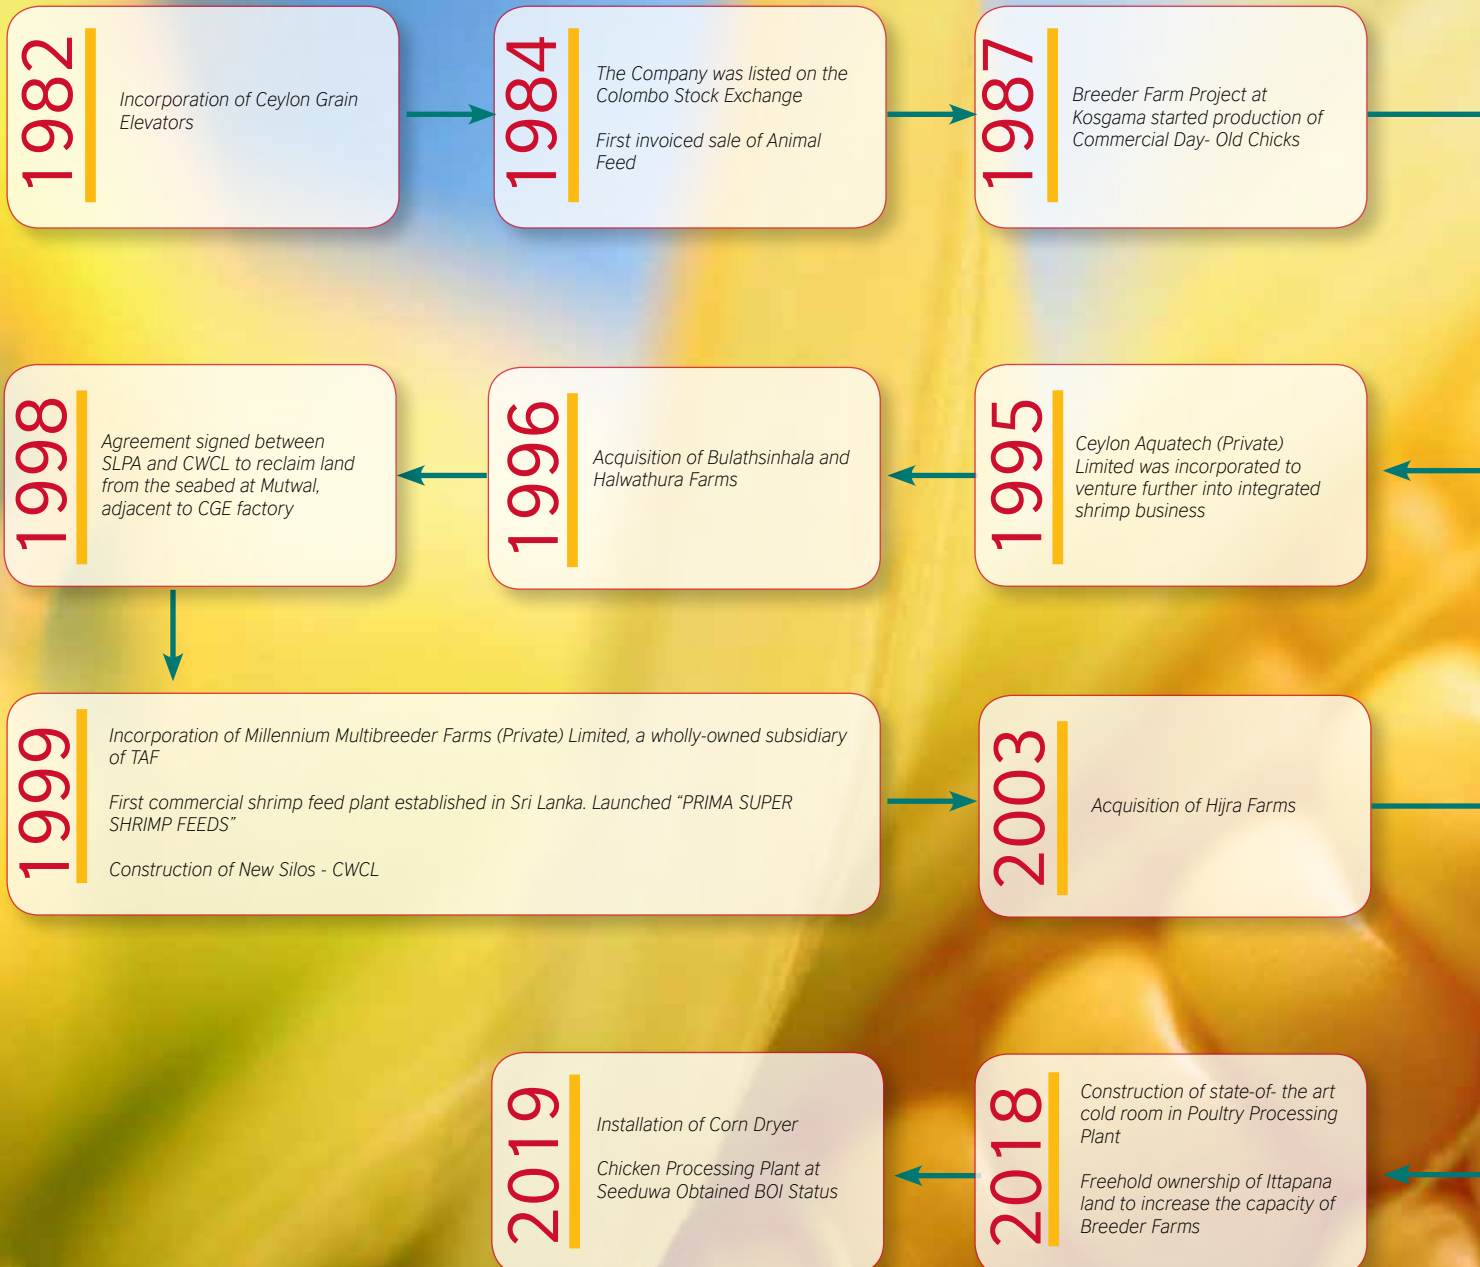 1982
Incorporation of Ceylon Grain
Elevators
1984
The Company was listed on the
Colombo Stock Exchange
First invoiced sale of Animal
Feed
1987
Breeder Farm Project at
Kosgama started production of
Commercial Day- Old Chicks
1995
Ceylon Aquatech (Private)
Limited was incorporated to
venture further into integrated
shrimp business
1996
Acquisition of Bulathsinhala and
Halwathura Farms
1998
Agreement signed between
SLPA and CWCL to reclaim land
from the seabed at Mutwal,
adjacent to CGE factory
1999
Incorporation of Millennium Multibreeder Farms (Private) Limited, a wholly-owned subsidiary
of TAF
First commercial shrimp feed plant established in Sri Lanka. Launched “PRIMA SUPER
SHRIMP FEEDS”
Construction of New Silos - CWCL
2003
Acquisition of Hijra Farms
2018
Construction of state-of- the art
cold room in Poultry Processing
Plant
Freehold ownership of Ittapana
land to increase the capacity of
Breeder Farms
2019
Installation of Corn Dryer
Chicken Processing Plant at
Seeduwa Obtained BOI Status